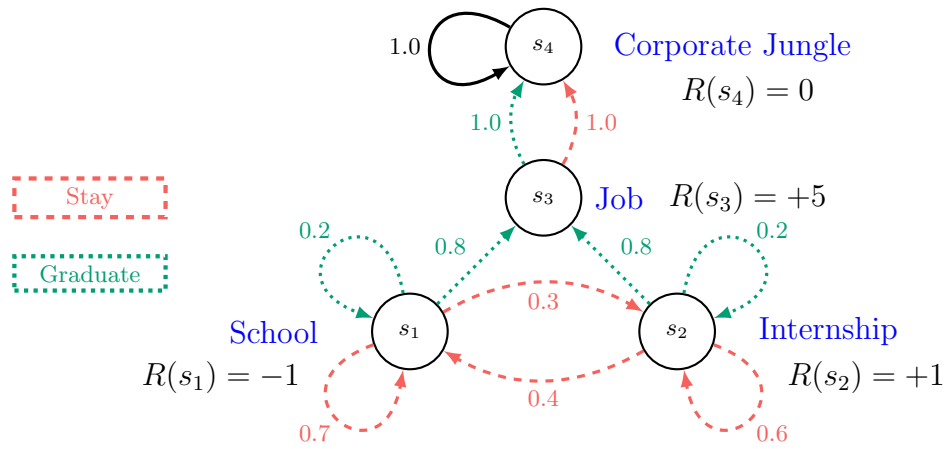 1.0
s₄
Corporate Jungle
R(s₄) = 0
1.0
1.0
Stay
s₃
Job
R(s₃) = +5
Graduate
0.2
0.8
0.8
0.2
School
s₁
0.3
s₂
Internship
R(s₁) = −1
R(s₂) = +1
0.4
0.7
0.6